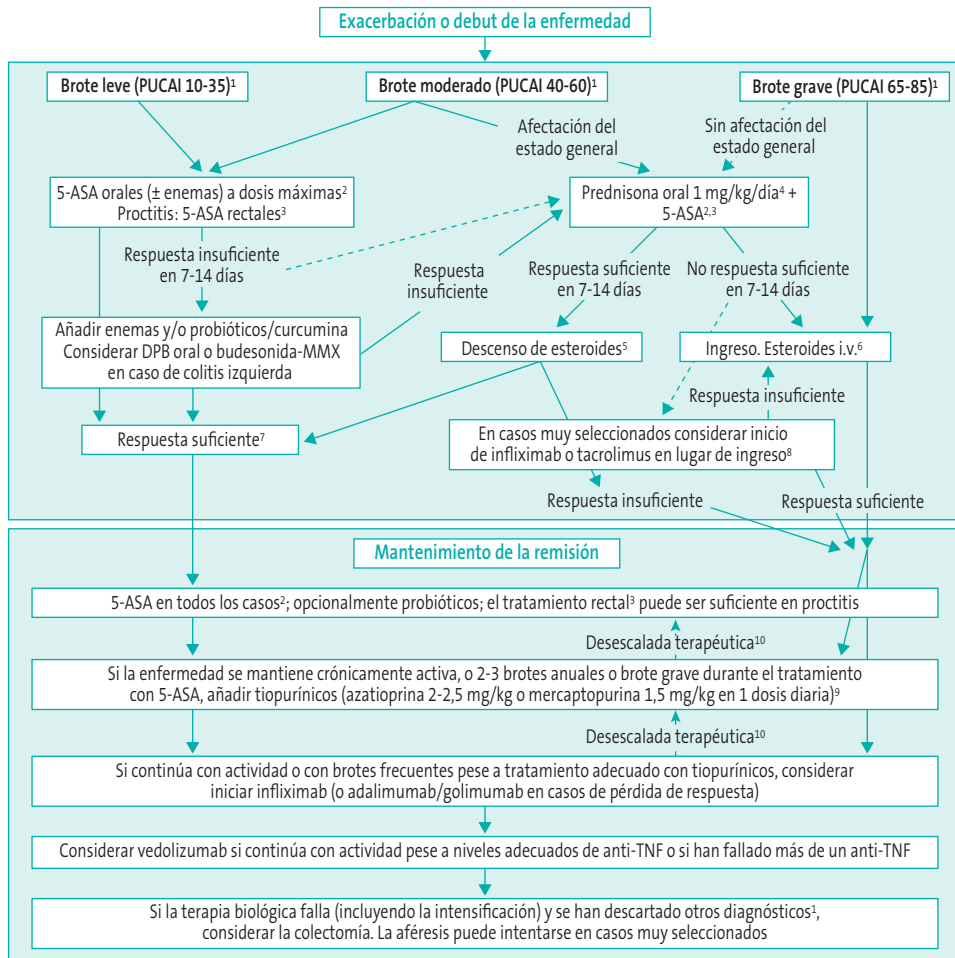 Exacerbación o debut de la enfermedad
Brote leve (PUCAI 10-35)¹
Brote moderado (PUCAI 40-60)¹
Brote grave (PUCAI 65-85)¹
Afectación del
estado general
Sin afectación del
estado general
5-ASA orales (± enemas) a dosis máximas²
Proctitis: 5-ASA rectales³
Prednisona oral 1 mg/kg/día⁴ +
5-ASA²,³
Respuesta insuficiente
en 7-14 días
Respuesta
insuficiente
Respuesta suficiente
en 7-14 días
No respuesta suficiente
en 7-14 días
Añadir enemas y/o probióticos/curcumina
Considerar DPB oral o budesonida-MMX
en caso de colitis izquierda
Descenso de esteroides⁵
Ingreso. Esteroides i.v.⁶
Respuesta insuficiente
Respuesta suficiente⁷
En casos muy seleccionados considerar inicio
de infliximab o tacrolimus en lugar de ingreso⁸
Respuesta insuficiente
Respuesta suficiente
Mantenimiento de la remisión
5-ASA en todos los casos²; opcionalmente probióticos; el tratamiento rectal³ puede ser suficiente en proctitis
Desescalada terapéutica¹⁰
Si la enfermedad se mantiene crónicamente activa, o 2-3 brotes anuales o brote grave durante el tratamiento
con 5-ASA, añadir tiopurínicos (azatioprina 2-2,5 mg/kg o mercaptopurina 1,5 mg/kg en 1 dosis diaria)⁹
Desescalada terapéutica¹⁰
Si continúa con actividad o con brotes frecuentes pese a tratamiento adecuado con tiopurínicos, considerar
iniciar infliximab (o adalimumab/golimumab en casos de pérdida de respuesta)
Considerar vedolizumab si continúa con actividad pese a niveles adecuados de anti-TNF o si han fallado más de un anti-TNF
Si la terapia biológica falla (incluyendo la intensificación) y se han descartado otros diagnósticos¹,
considerar la colectomía. La aféresis puede intentarse en casos muy seleccionados